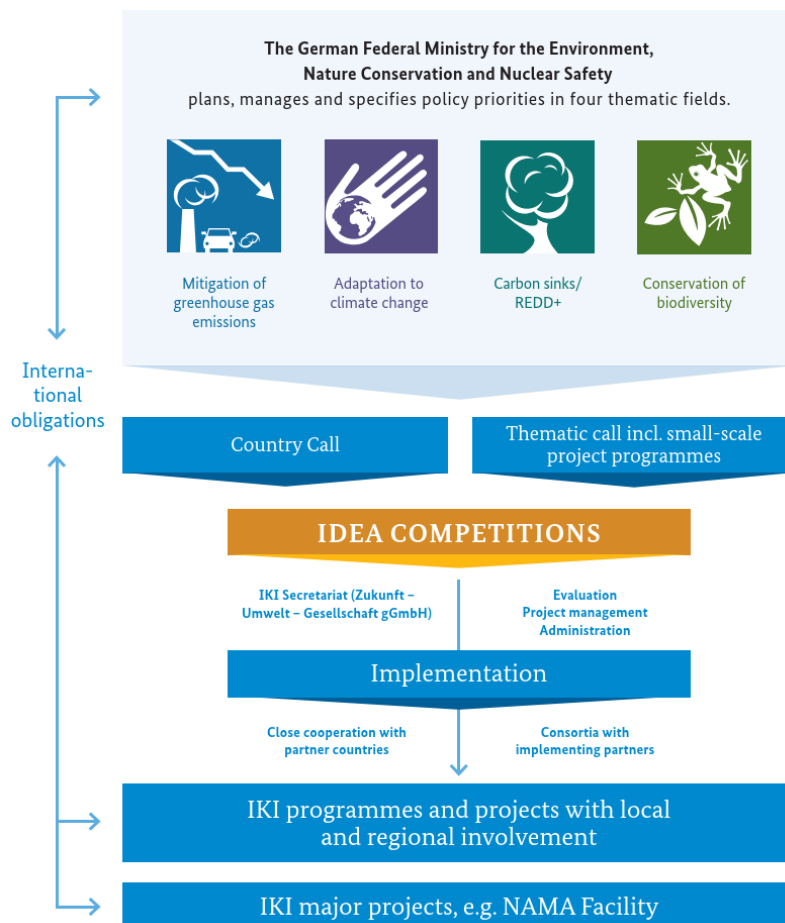 The German Federal Ministry for the Environment,
Nature Conservation and Nuclear Safety
plans, manages and specifies policy priorities in four thematic fields.
Mitigation of
greenhouse gas
emissions
Adaptation to
climate change
Carbon sinks/
REDD+
Conservation of
biodiversity
Interna-
tional
obligations
Country Call
Thematic call incl. small-scale
project programmes
IDEA COMPETITIONS
IKI Secretariat (Zukunft –
Umwelt – Gesellschaft gGmbH)
Evaluation
Project management
Administration
Implementation
Close cooperation with
partner countries
Consortia with
implementing partners
IKI programmes and projects with local
and regional involvement
IKI major projects, e.g. NAMA Facility